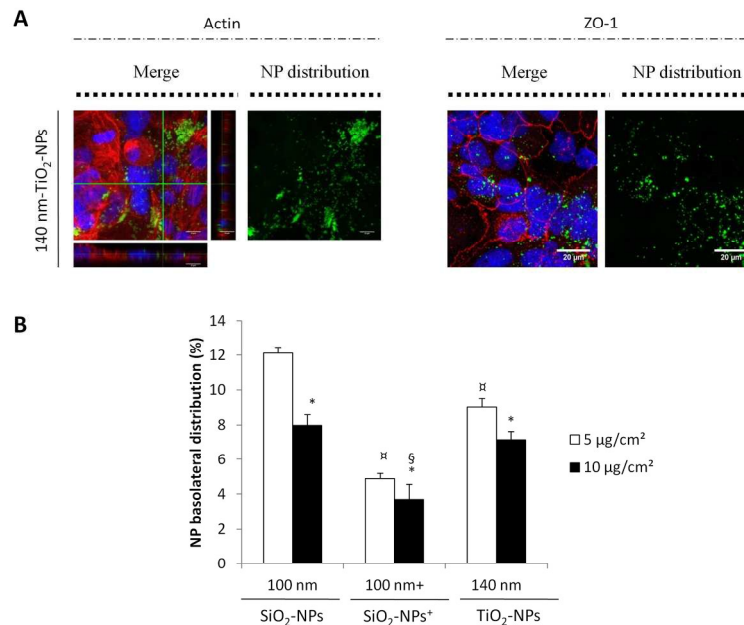 A
Actin
ZO-1
Merge
NP distribution
Merge
NP distribution
140 nm-TiO₂-NPs
20 µm
20 µm
B
NP basolateral distribution (%)
14
12
10
8
6
4
2
0
*
¤
§
*
¤
*
5 µg/cm²
10 µg/cm²
100 nm
100 nm+
140 nm
SiO₂-NPs
SiO₂-NPs⁺
TiO₂-NPs